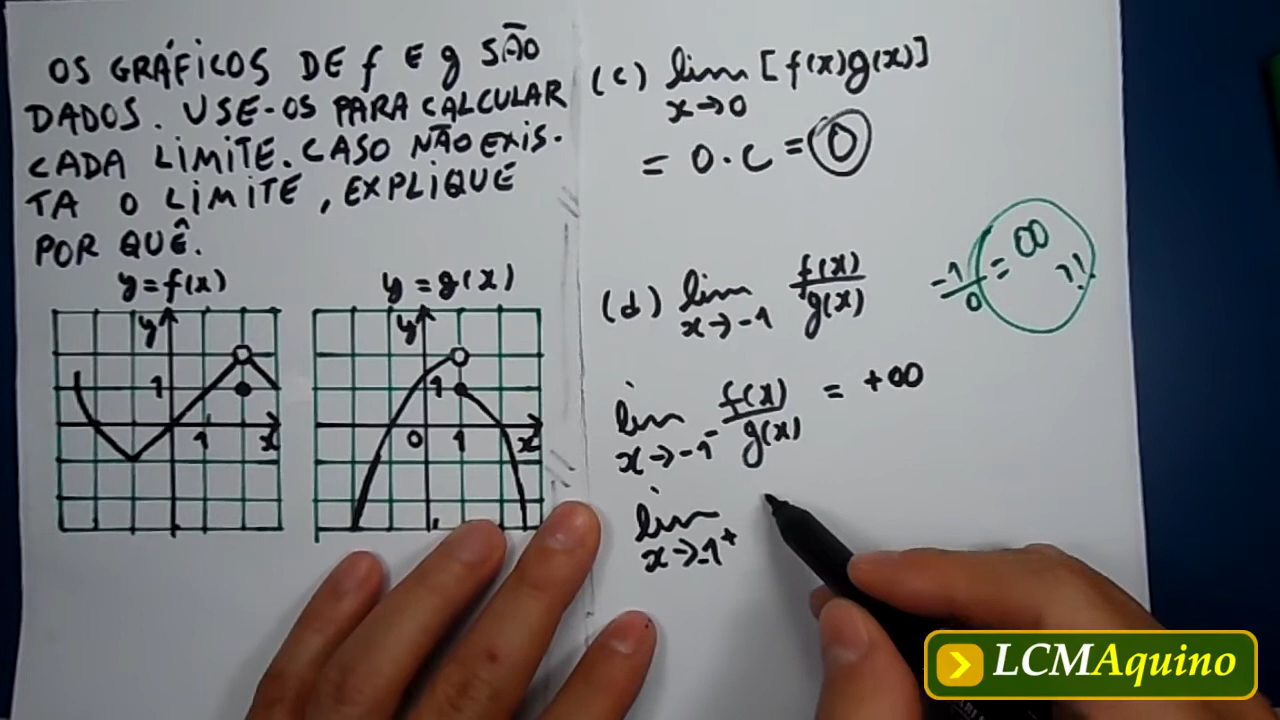 OS GRÁFICOS DE f E g SÃO
DADOS. USE-OS PARA CALCULAR
CADA LIMITE. CASO NÃO EXIS-
TA O LIMITE, EXPLIQUE
POR QUÊ.
y=f(x)
y
1
1
x
y=g(x)
y
1
0
1
x
(c) lim [f(x)g(x)]
x→0
= 0·C = 0
(d) lim f(x)/g(x)
x→-1
-1/0 = ∞ ?!
lim f(x)/g(x) = +∞
x→-1⁻
lim
x→-1⁺
LCMAquino